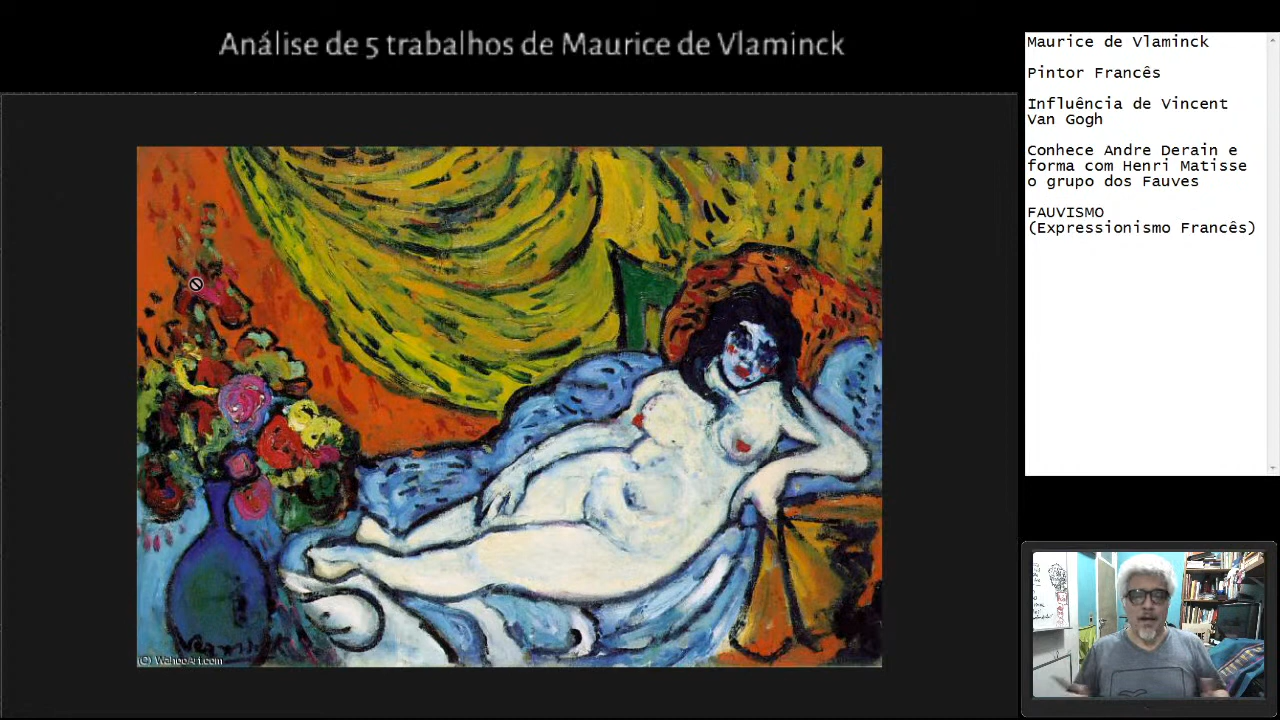 Análise de 5 trabalhos de Maurice de Vlaminck
Maurice de Vlaminck
Pintor Francês
Influência de Vincent
Van Gogh
Conhece Andre Derain e
forma com Henri Matisse
o grupo dos Fauves
FAUVISMO
(Expressionismo Francês)
Vlaminck
(C) WahooArt.com